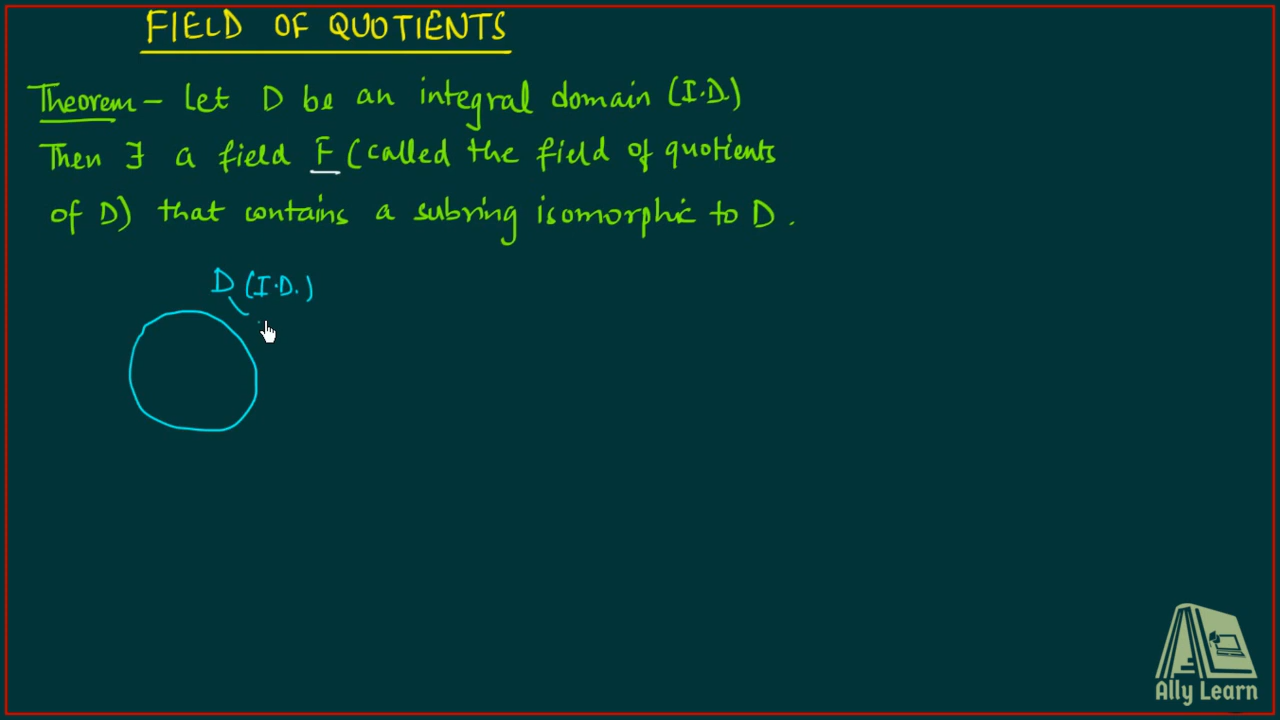 FIELD OF QUOTIENTS
Theorem - Let D be an integral domain (I.D.)
Then ∃ a field F (called the field of quotients
of D) that contains a subring isomorphic to D.
D (I.D.)
Ally Learn